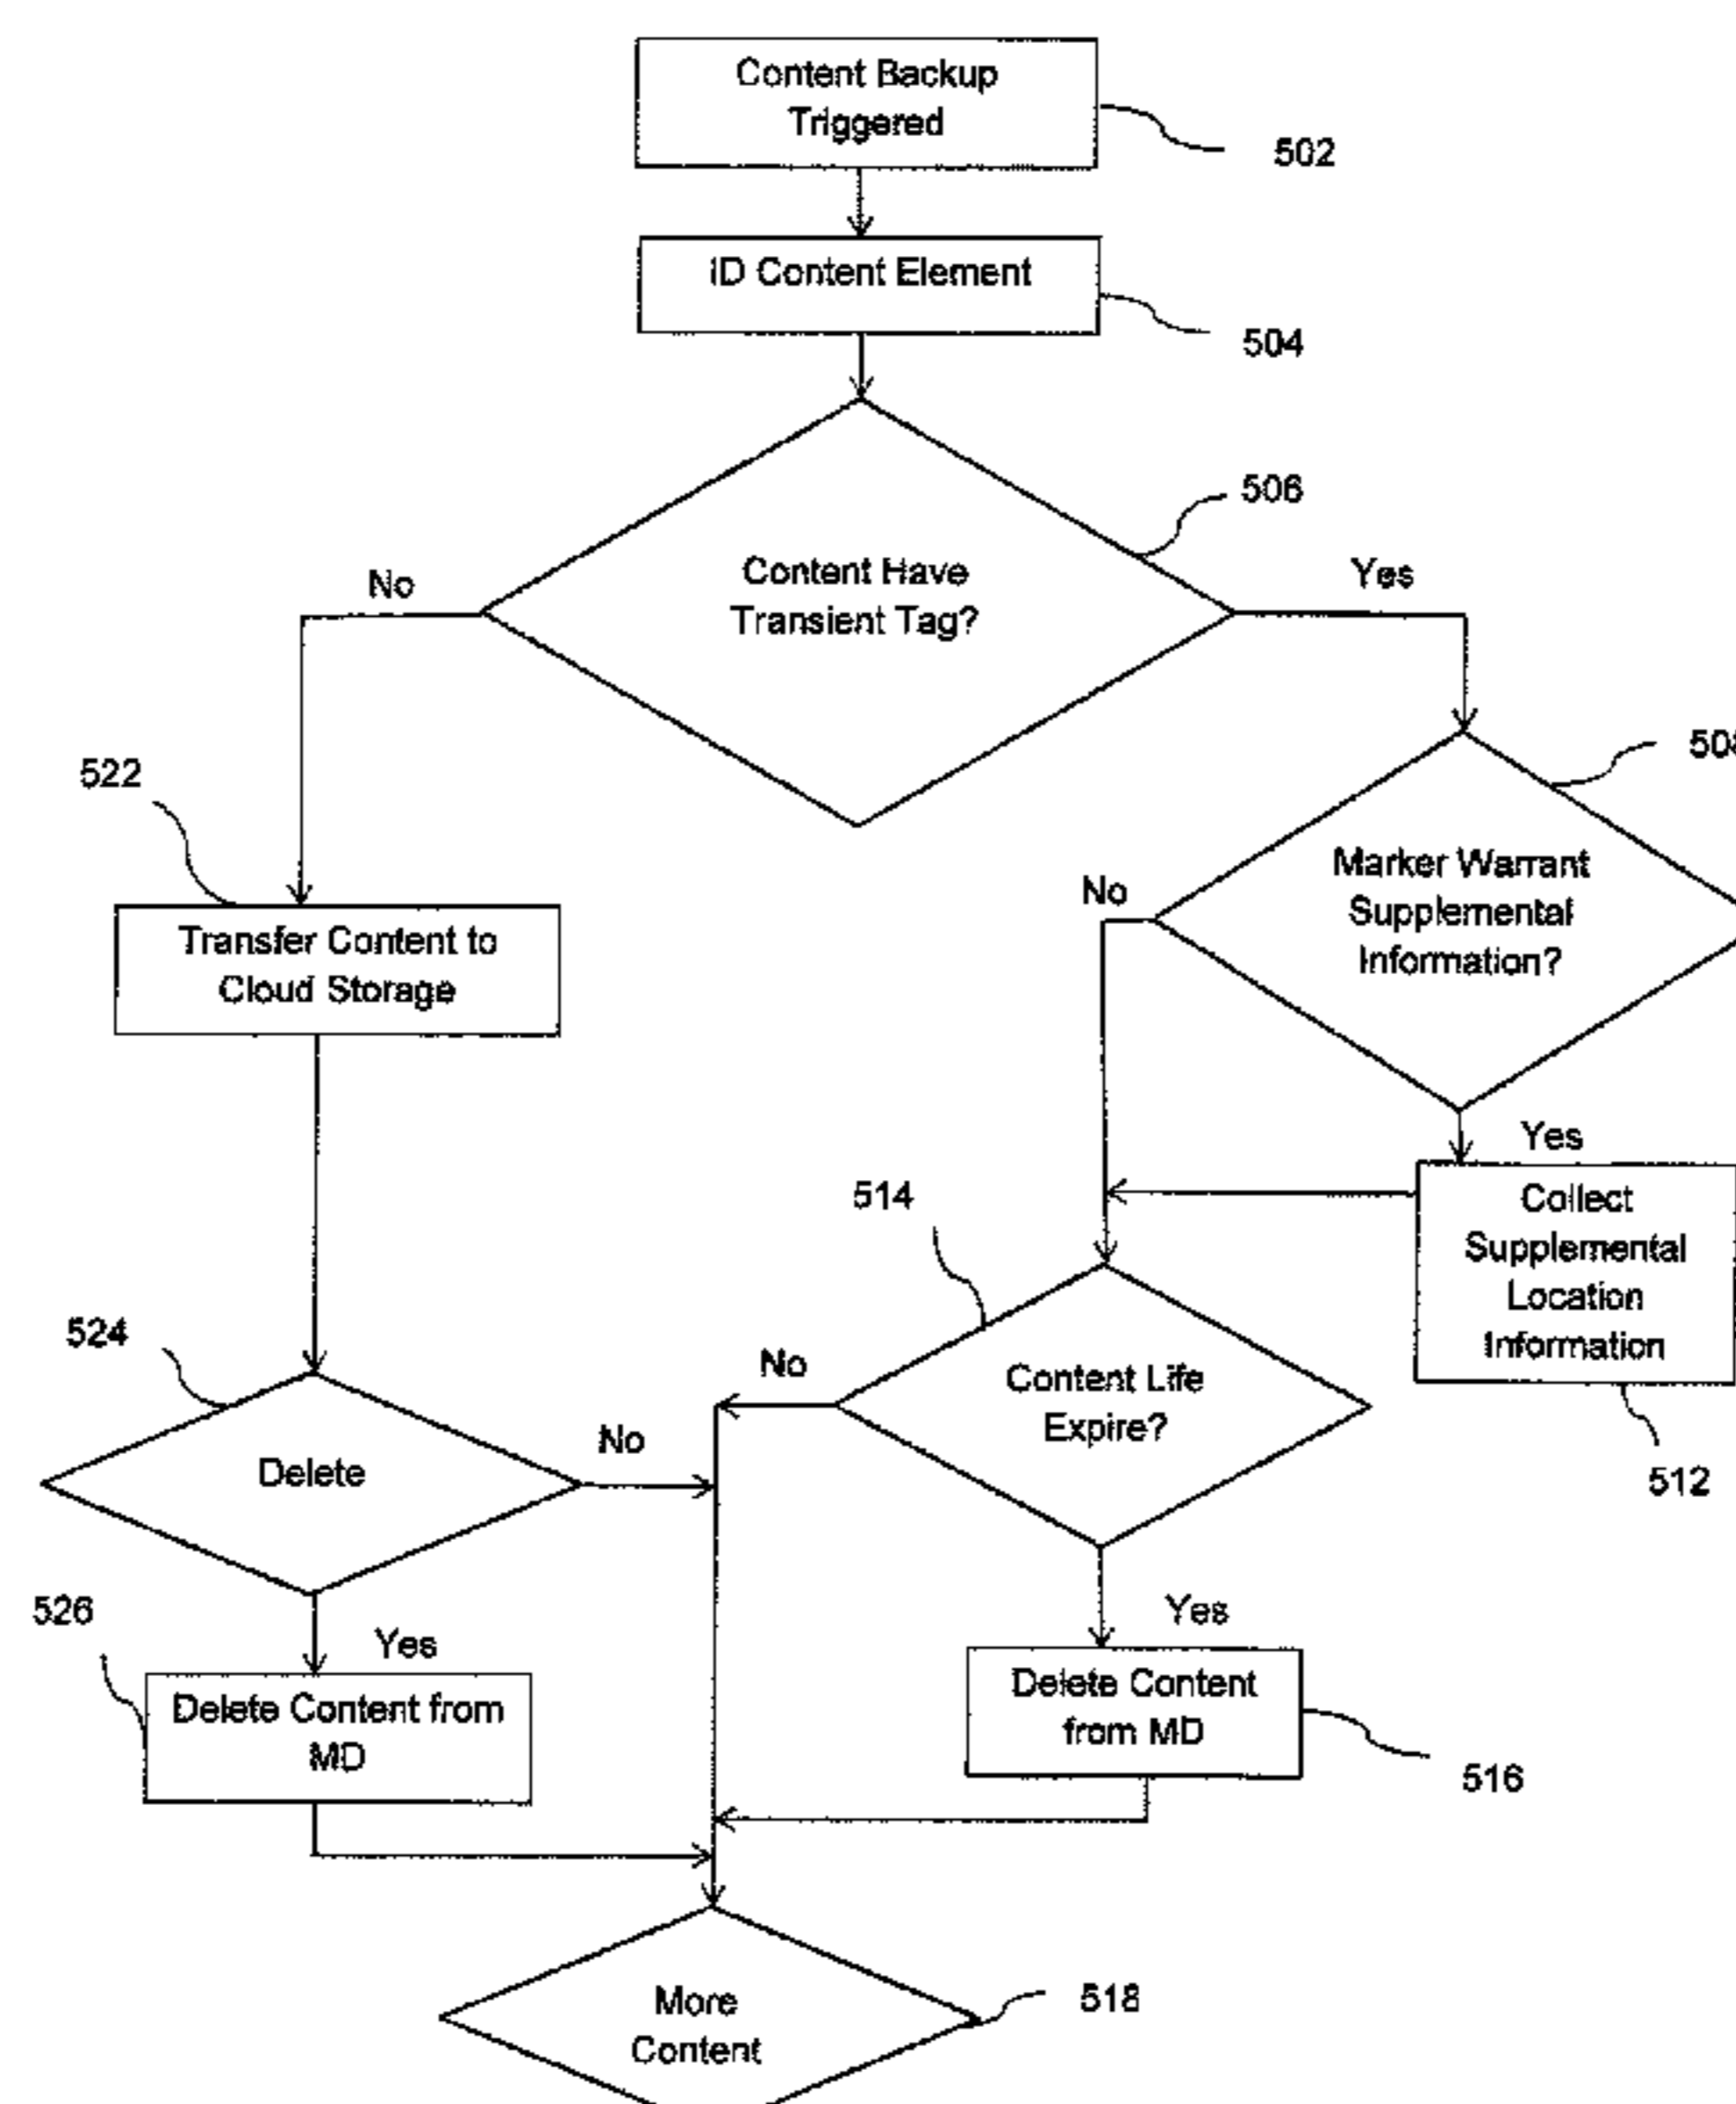 Content Backup
Triggered
502
ID Content Element
504
506
Content Have
Transient Tag?
No
Yes
522
508
Marker Warrant
Supplemental
Information?
No
Transfer Content to
Cloud Storage
Yes
514
Collect
Supplemental
Location
Information
524
No
Content Life
Expire?
No
Delete
512
526
Yes
Yes
Delete Content from
MD
Delete Content
from MD
516
More
Content
518